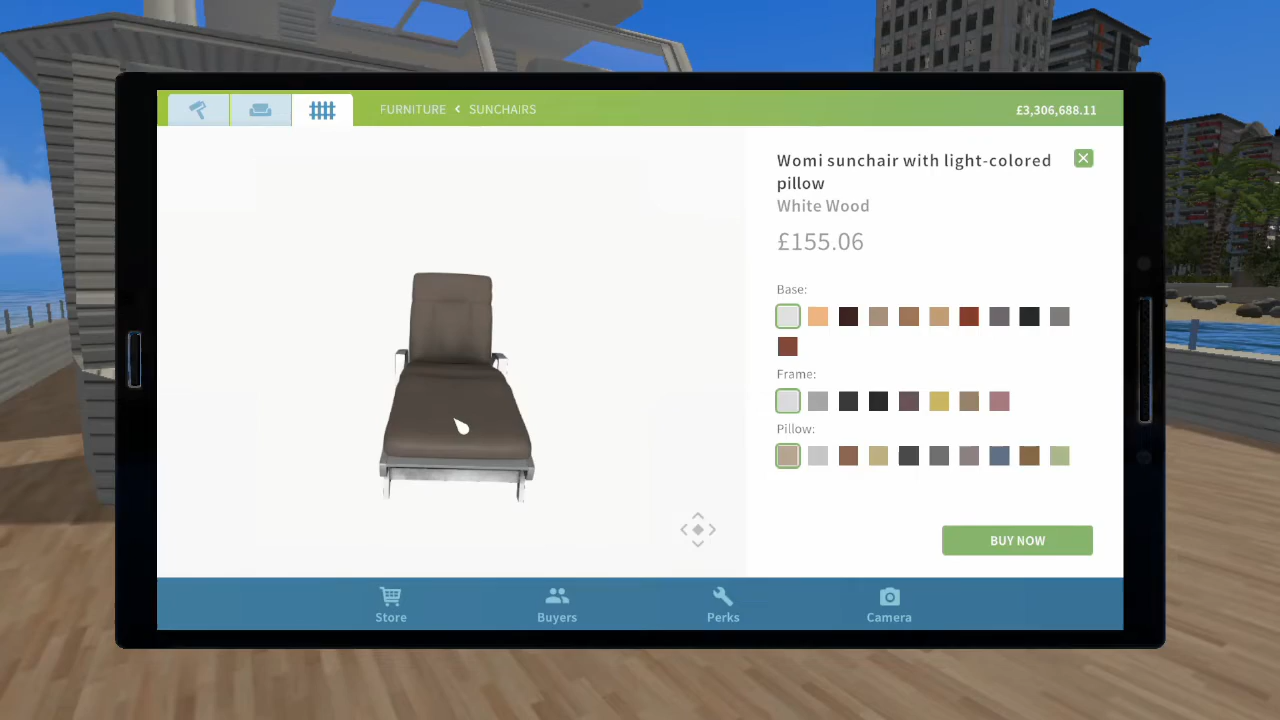 FURNITURE < SUNCHAIRS
£3,306,688.11
Womi sunchair with light-colored
pillow
White Wood
£155.06
Base:
Frame:
Pillow:
BUY NOW
Store
Buyers
Perks
Camera